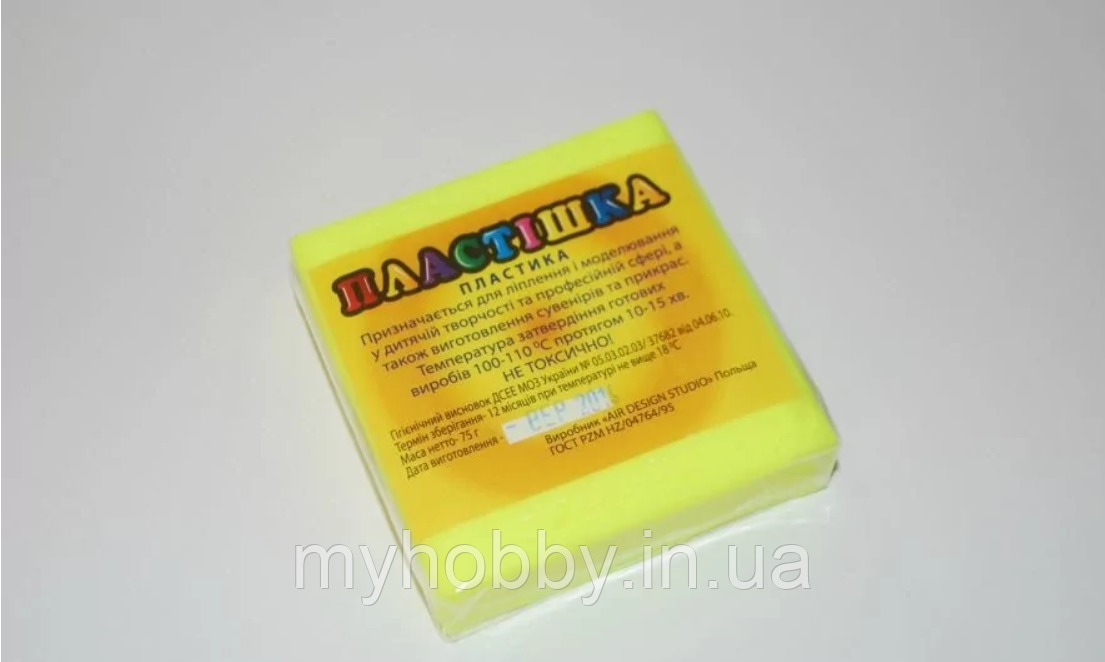 ПЛАСТІШКА
ПЛАСТИКА
Призначається для ліплення і моделювання
у дитячій творчості та професійній сфері, а
також виготовлення сувенірів та прикрас.
Температура затвердіння готових
виробів 100-110 ºС протягом 10-15 хв.
НЕ ТОКСИЧНО!
Гігієнічний висновок ДСЕЕ МОЗ України № 05.03.02.03/ 37682 від 04.06.10.
Термін зберігання- 12 місяців при температурі не вище 18 ºС
Маса нетто- 75 г
Дата виготовлення -
Виробник «AIR DESIGN STUDIO» Польща
ГОСТ PZM HZ/04764/95
myhobby.in.ua